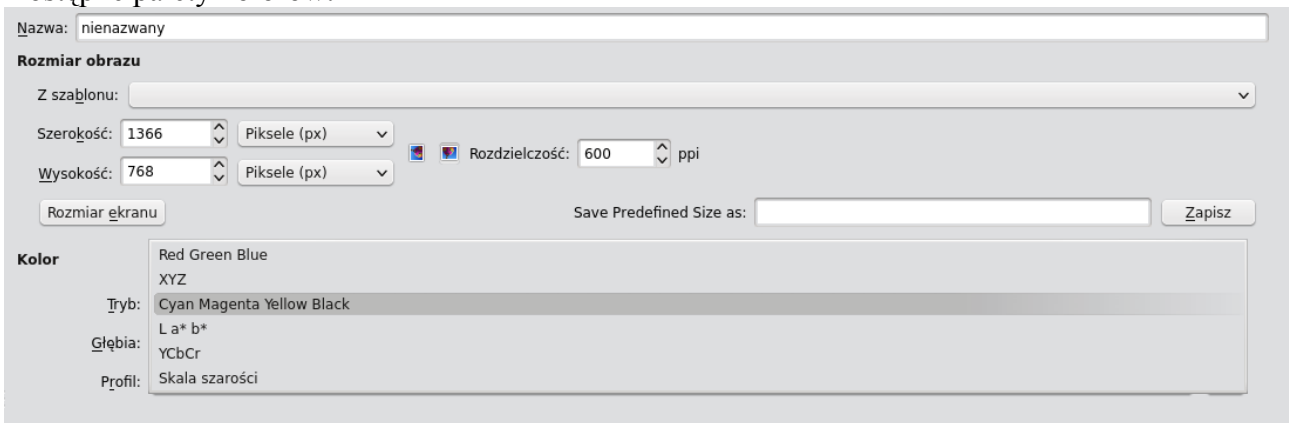 Nazwa: nienazwany
Rozmiar obrazu
Z szablonu:
Szerokość: 1366 Piksele (px)
Rozdzielczość: 600 ppi
Wysokość: 768 Piksele (px)
Rozmiar ekranu Save Predefined Size as: Zapisz
Kolor
Red Green Blue
XYZ
Tryb: Cyan Magenta Yellow Black
L a* b*
Głębia:
YCbCr
Profil: Skala szarości